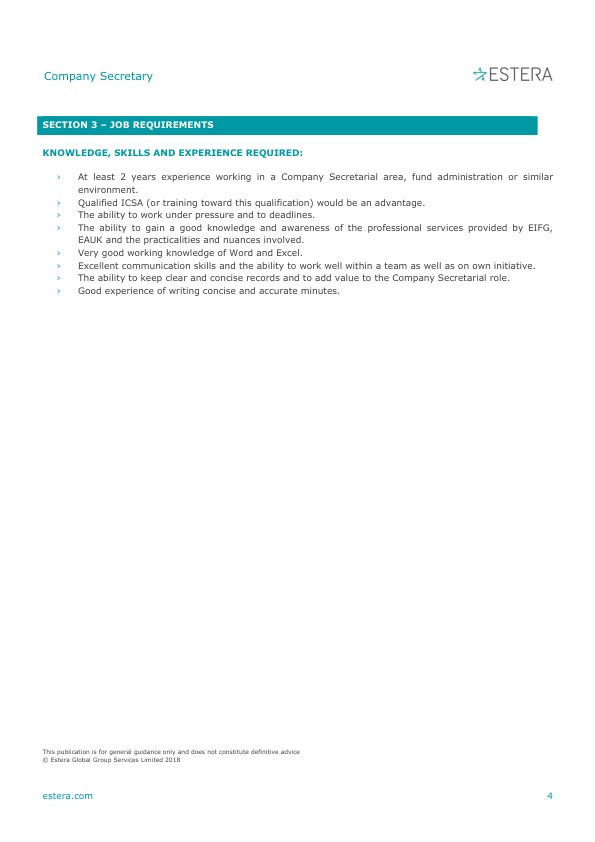 Company Secretary
ESTERA
SECTION 3 – JOB REQUIREMENTS
KNOWLEDGE, SKILLS AND EXPERIENCE REQUIRED:
› At least 2 years experience working in a Company Secretarial area, fund administration or similar
environment.
› Qualified ICSA (or training toward this qualification) would be an advantage.
› The ability to work under pressure and to deadlines.
› The ability to gain a good knowledge and awareness of the professional services provided by EIFG,
EAUK and the practicalities and nuances involved.
› Very good working knowledge of Word and Excel.
› Excellent communication skills and the ability to work well within a team as well as on own initiative.
› The ability to keep clear and concise records and to add value to the Company Secretarial role.
› Good experience of writing concise and accurate minutes.
This publication is for general guidance only and does not constitute definitive advice
© Estera Global Group Services Limited 2018
estera.com
4